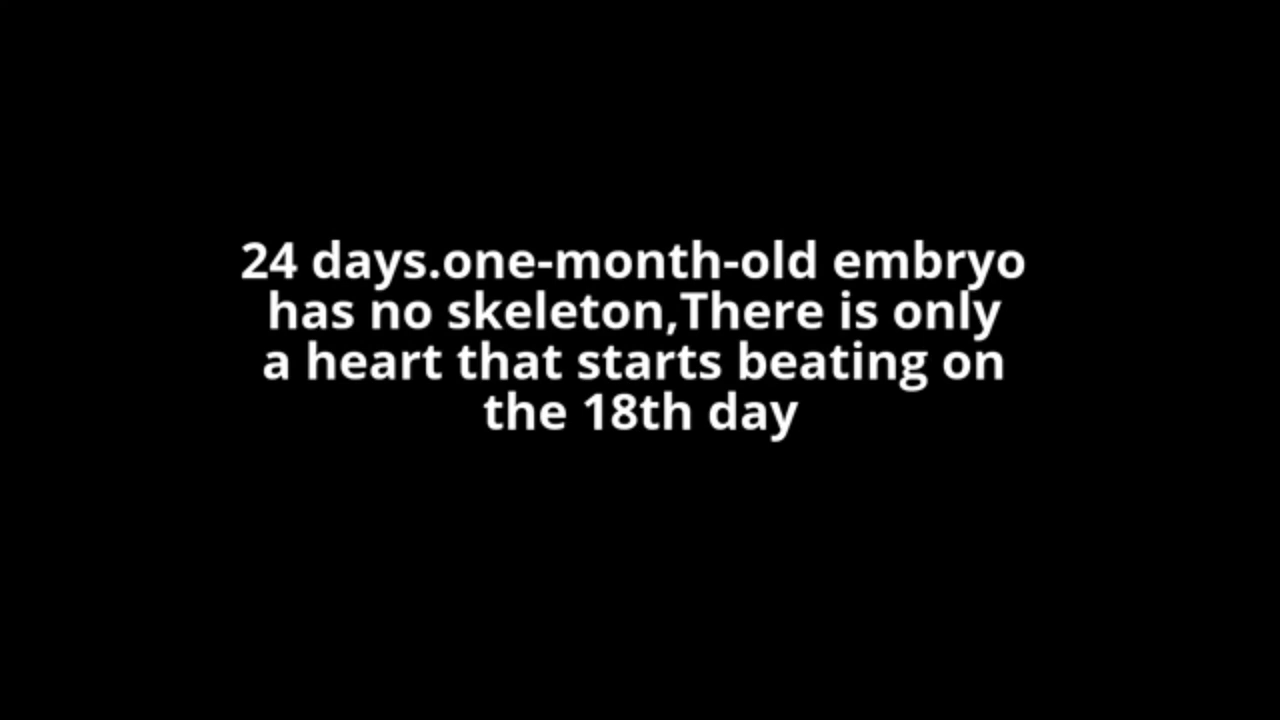 24 days.one-month-old embryo
has no skeleton,There is only
a heart that starts beating on
the 18th day